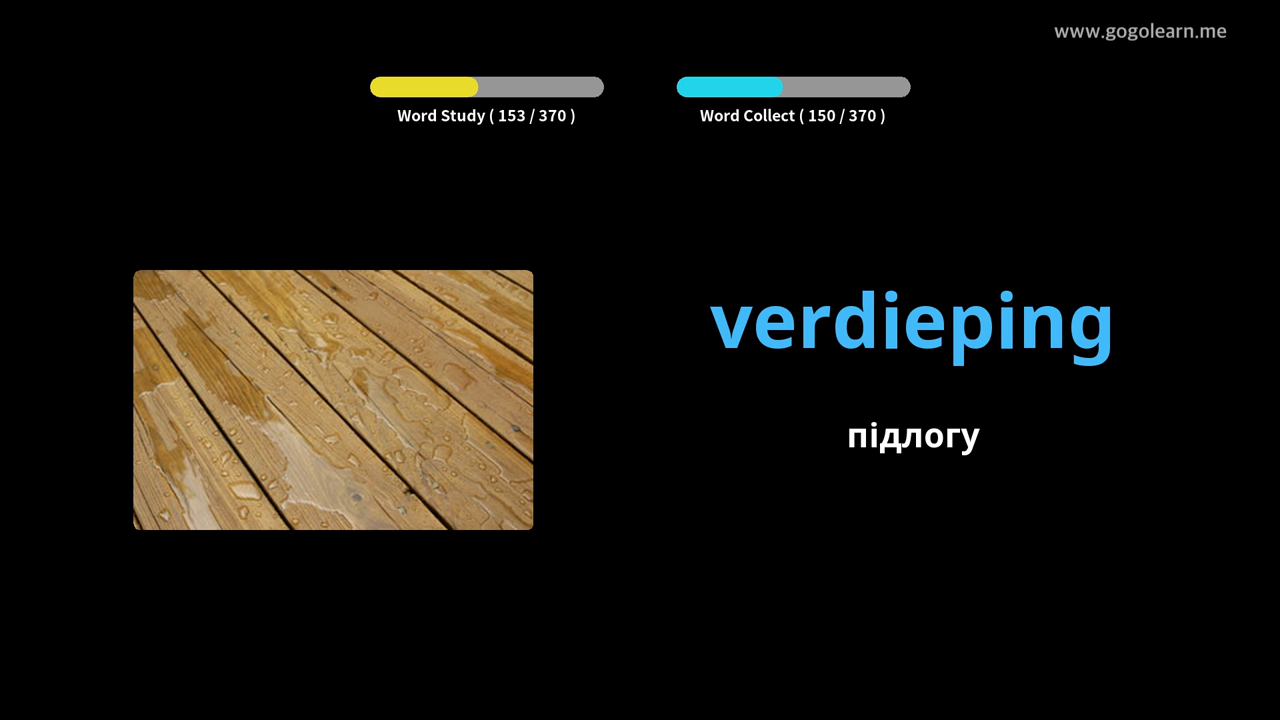 www.gogolearn.me
Word Study ( 153 / 370 )
Word Collect ( 150 / 370 )
verdieping
підлогу